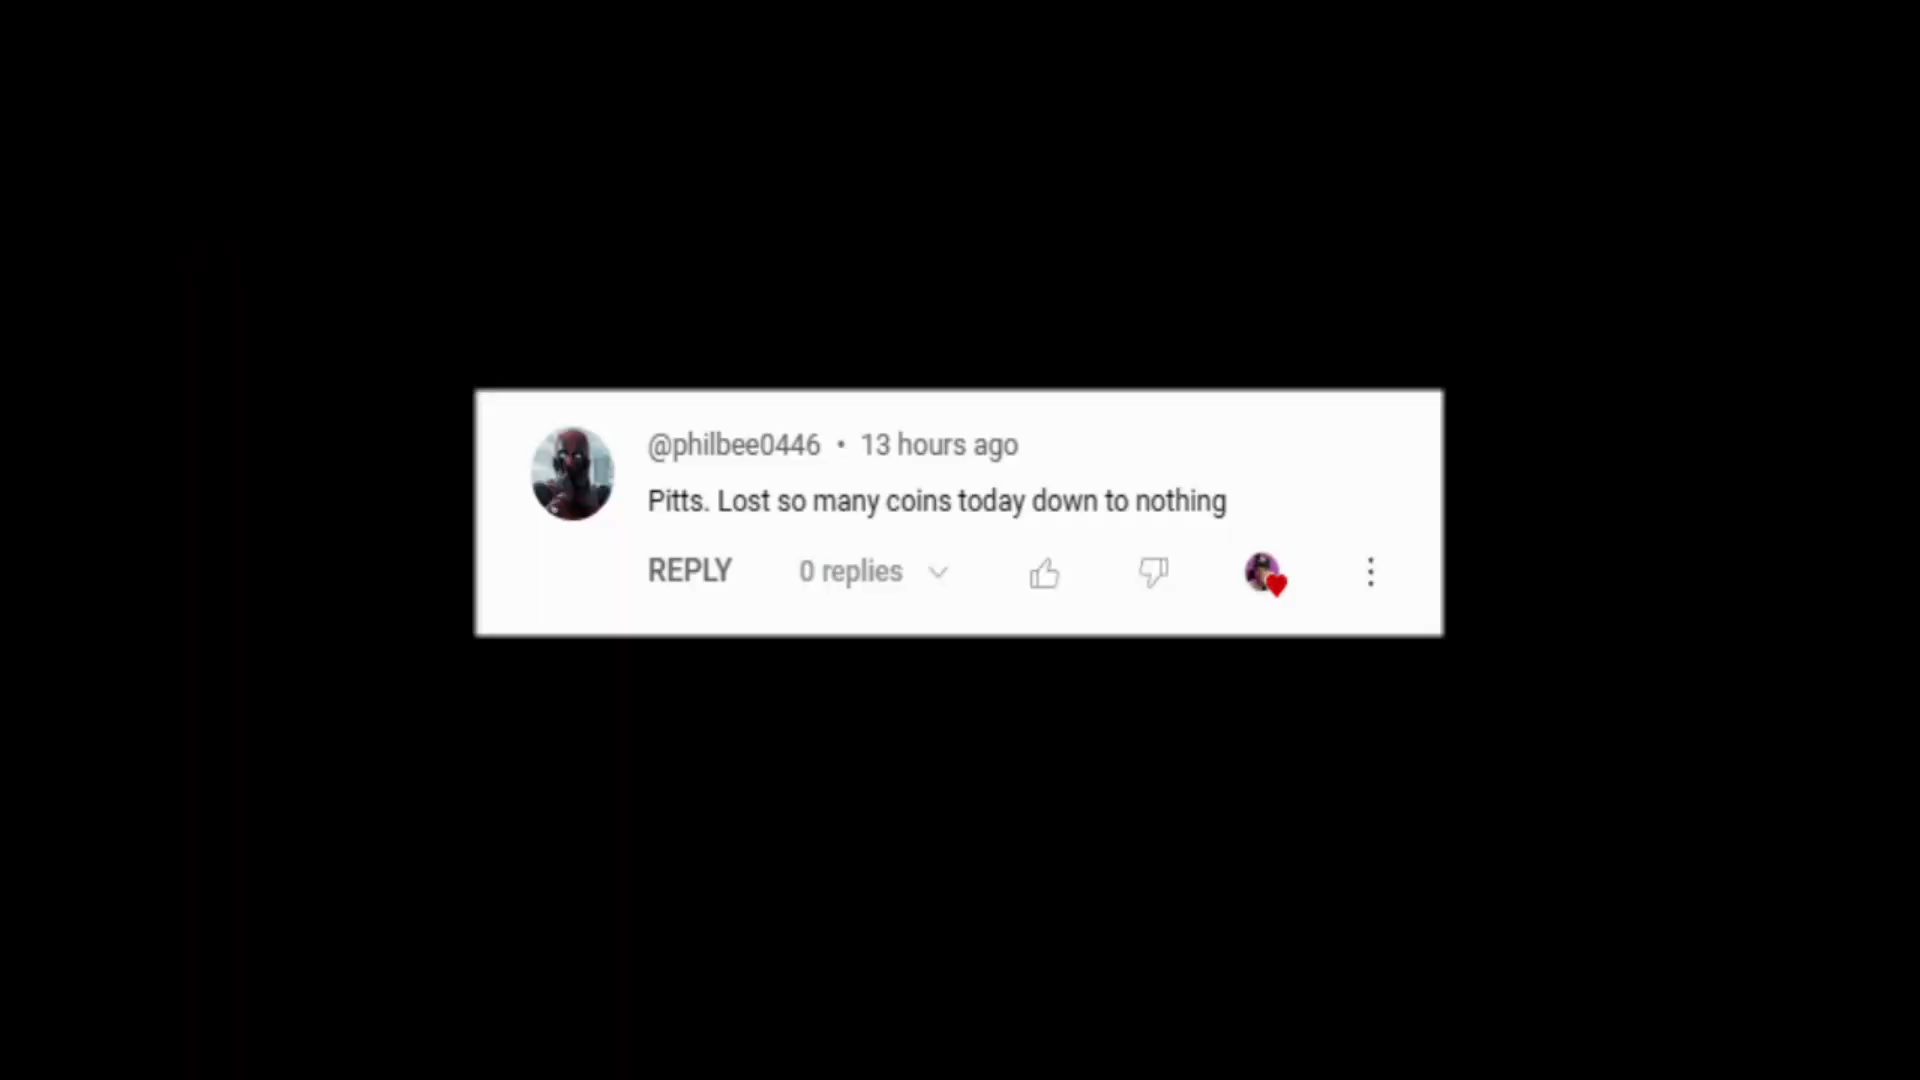 @philbee0446 • 13 hours ago
Pitts. Lost so many coins today down to nothing
REPLY 0 replies